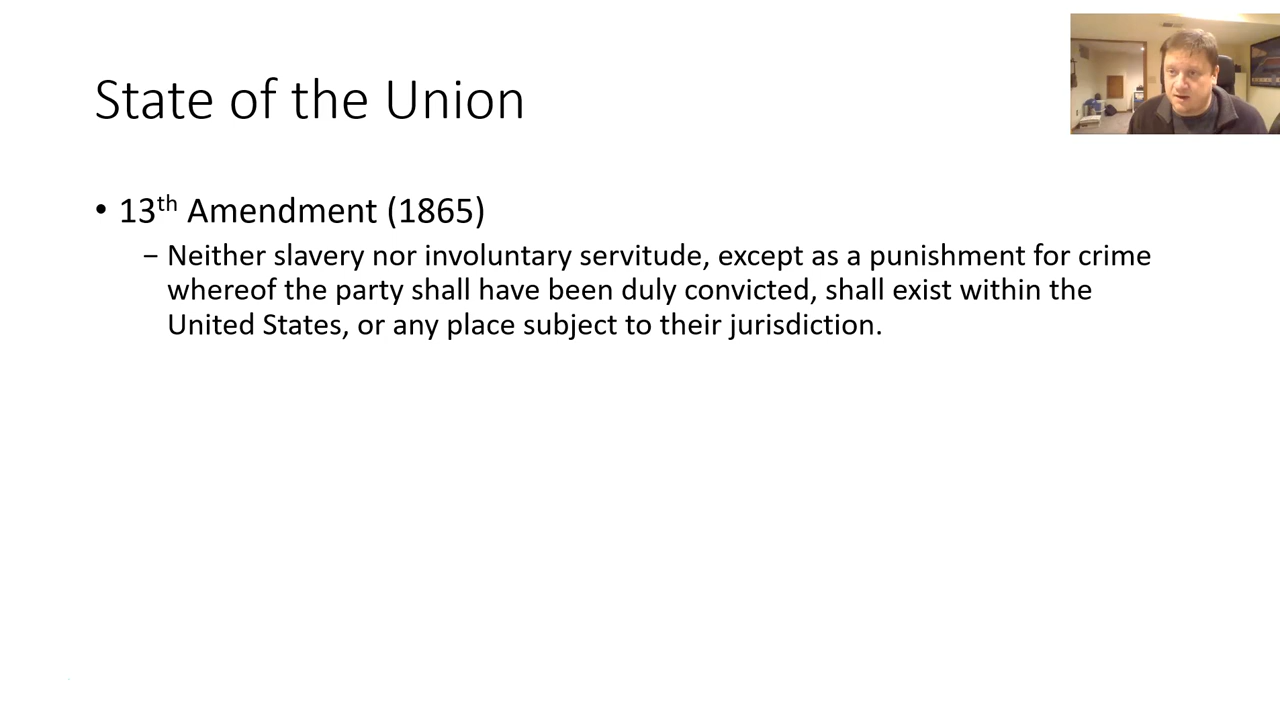 State of the Union
• 13th Amendment (1865)
– Neither slavery nor involuntary servitude, except as a punishment for crime
whereof the party shall have been duly convicted, shall exist within the
United States, or any place subject to their jurisdiction.